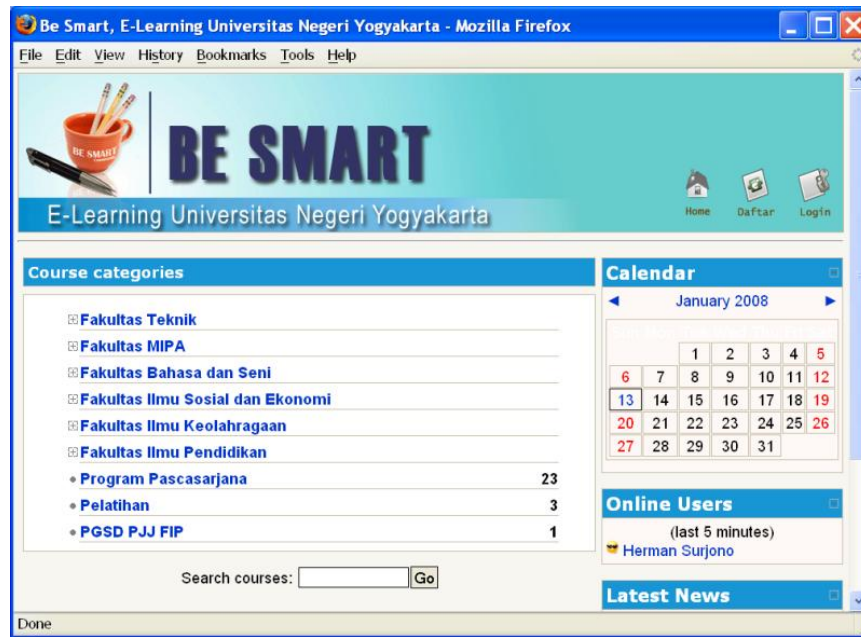 Be Smart, E-Learning Universitas Negeri Yogyakarta - Mozilla Firefox
File Edit View History Bookmarks Tools Help
BE SMART
BE SMART
E-Learning Universitas Negeri Yogyakarta
Home Daftar Login
Course categories
Fakultas Teknik
Fakultas MIPA
Fakultas Bahasa dan Seni
Fakultas Ilmu Sosial dan Ekonomi
Fakultas Ilmu Keolahragaan
Fakultas Ilmu Pendidikan
Program Pascasarjana 23
Pelatihan 3
PGSD PJJ FIP 1
Search courses: Go
Calendar
January 2008
1 2 3 4 5
6 7 8 9 10 11 12
13 14 15 16 17 18 19
20 21 22 23 24 25 26
27 28 29 30 31
Online Users
(last 5 minutes)
Herman Surjono
Latest News
Done